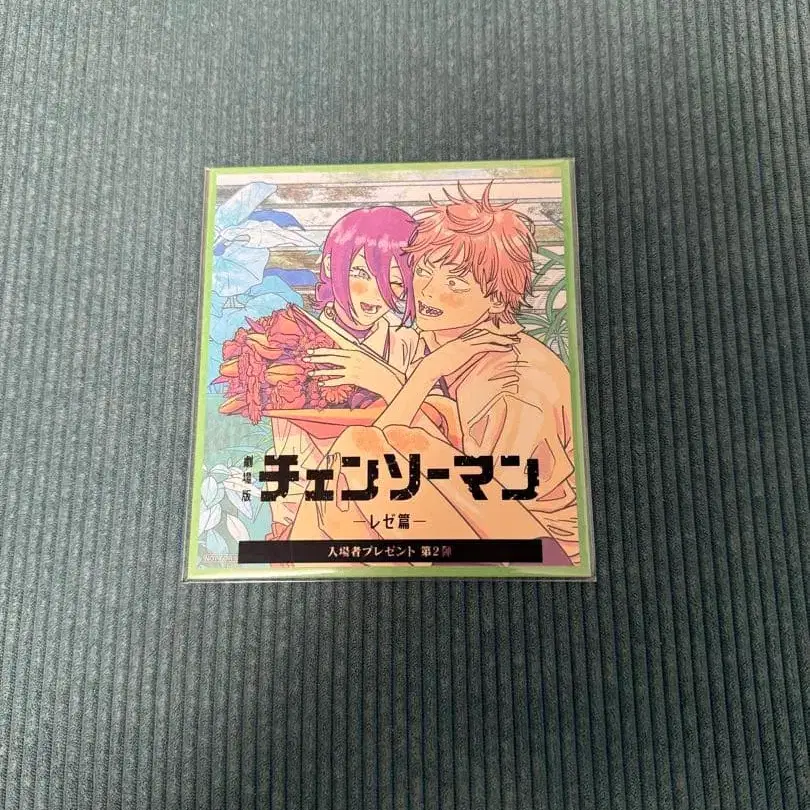 劇場版
チェンソーマン
―レゼ篇―
入場者プレゼント 第2弾